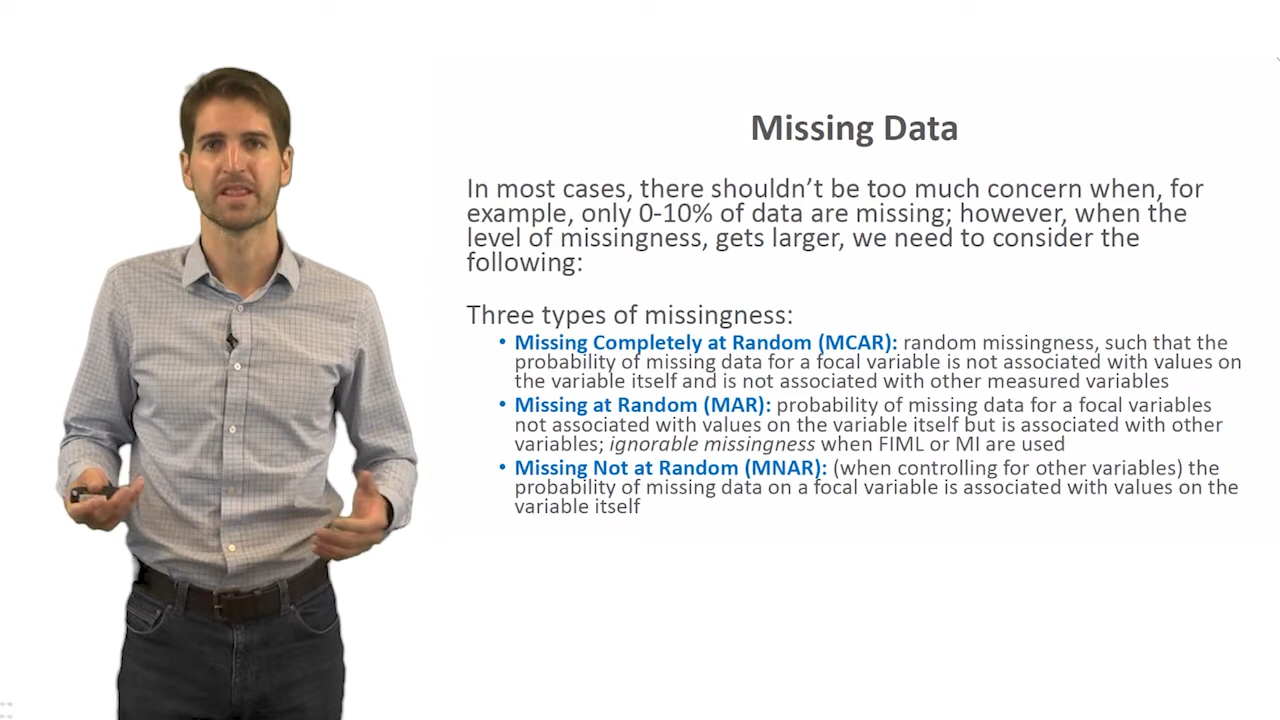 Missing Data
In most cases, there shouldn't be too much concern when, for
example, only 0-10% of data are missing; however, when the
level of missingness, gets larger, we need to consider the
following:
Three types of missingness:
• Missing Completely at Random (MCAR): random missingness, such that the
probability of missing data for a focal variable is not associated with values on
the variable itself and is not associated with other measured variables
• Missing at Random (MAR): probability of missing data for a focal variables
not associated with values on the variable itself but is associated with other
variables; ignorable missingness when FIML or MI are used
• Missing Not at Random (MNAR): (when controlling for other variables) the
probability of missing data on a focal variable is associated with values on the
variable itself